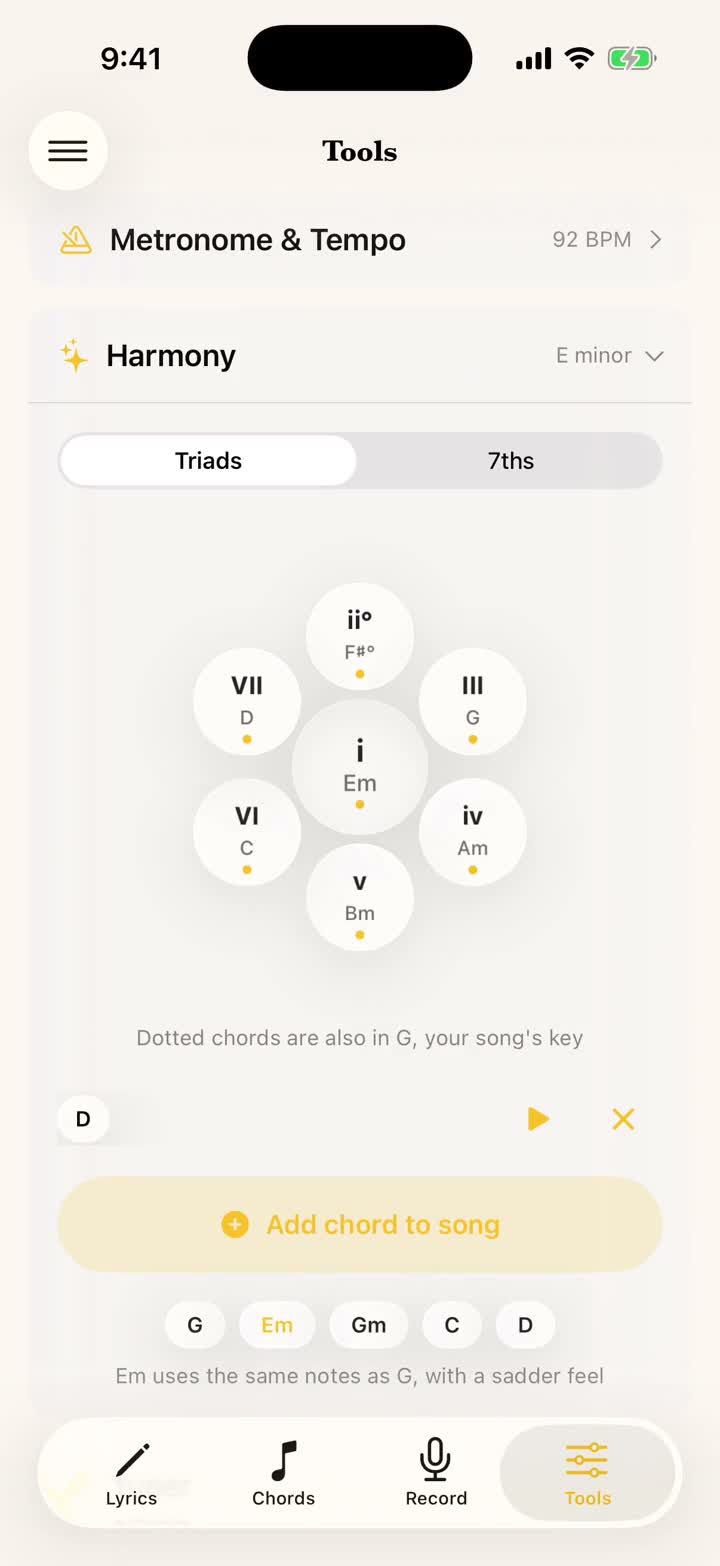 9:41
Tools
Metronome & Tempo
92 BPM
Harmony
E minor
Triads
7ths
ii°
F#°
VII
D
III
G
i
Em
VI
C
iv
Am
v
Bm
Dotted chords are also in G, your song's key
D
Add chord to song
G
Em
Gm
C
D
Em uses the same notes as G, with a sadder feel
Lyrics
Chords
Record
Tools